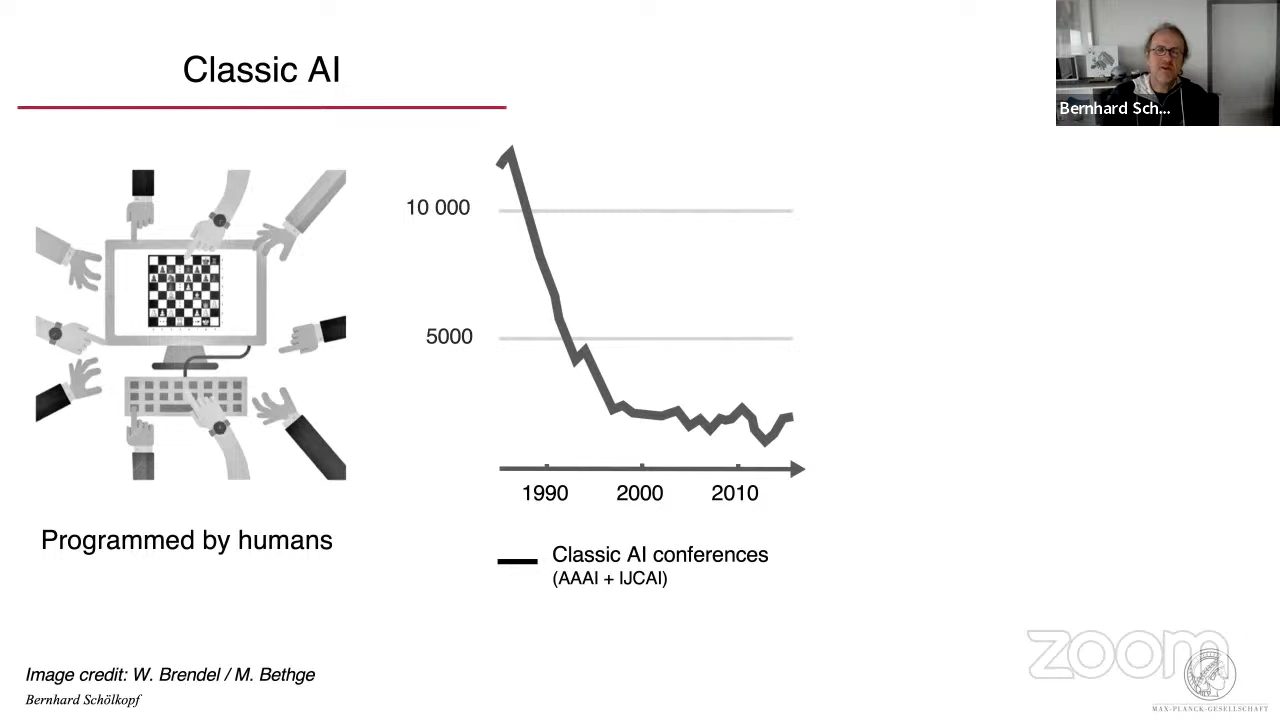 Classic AI
Bernhard Sch...
10 000
5000
1990 2000 2010
Programmed by humans
Classic AI conferences
(AAAI + IJCAI)
Image credit: W. Brendel / M. Bethge
Bernhard Schölkopf
zoom
MAX-PLANCK-GESELLSCHAFT